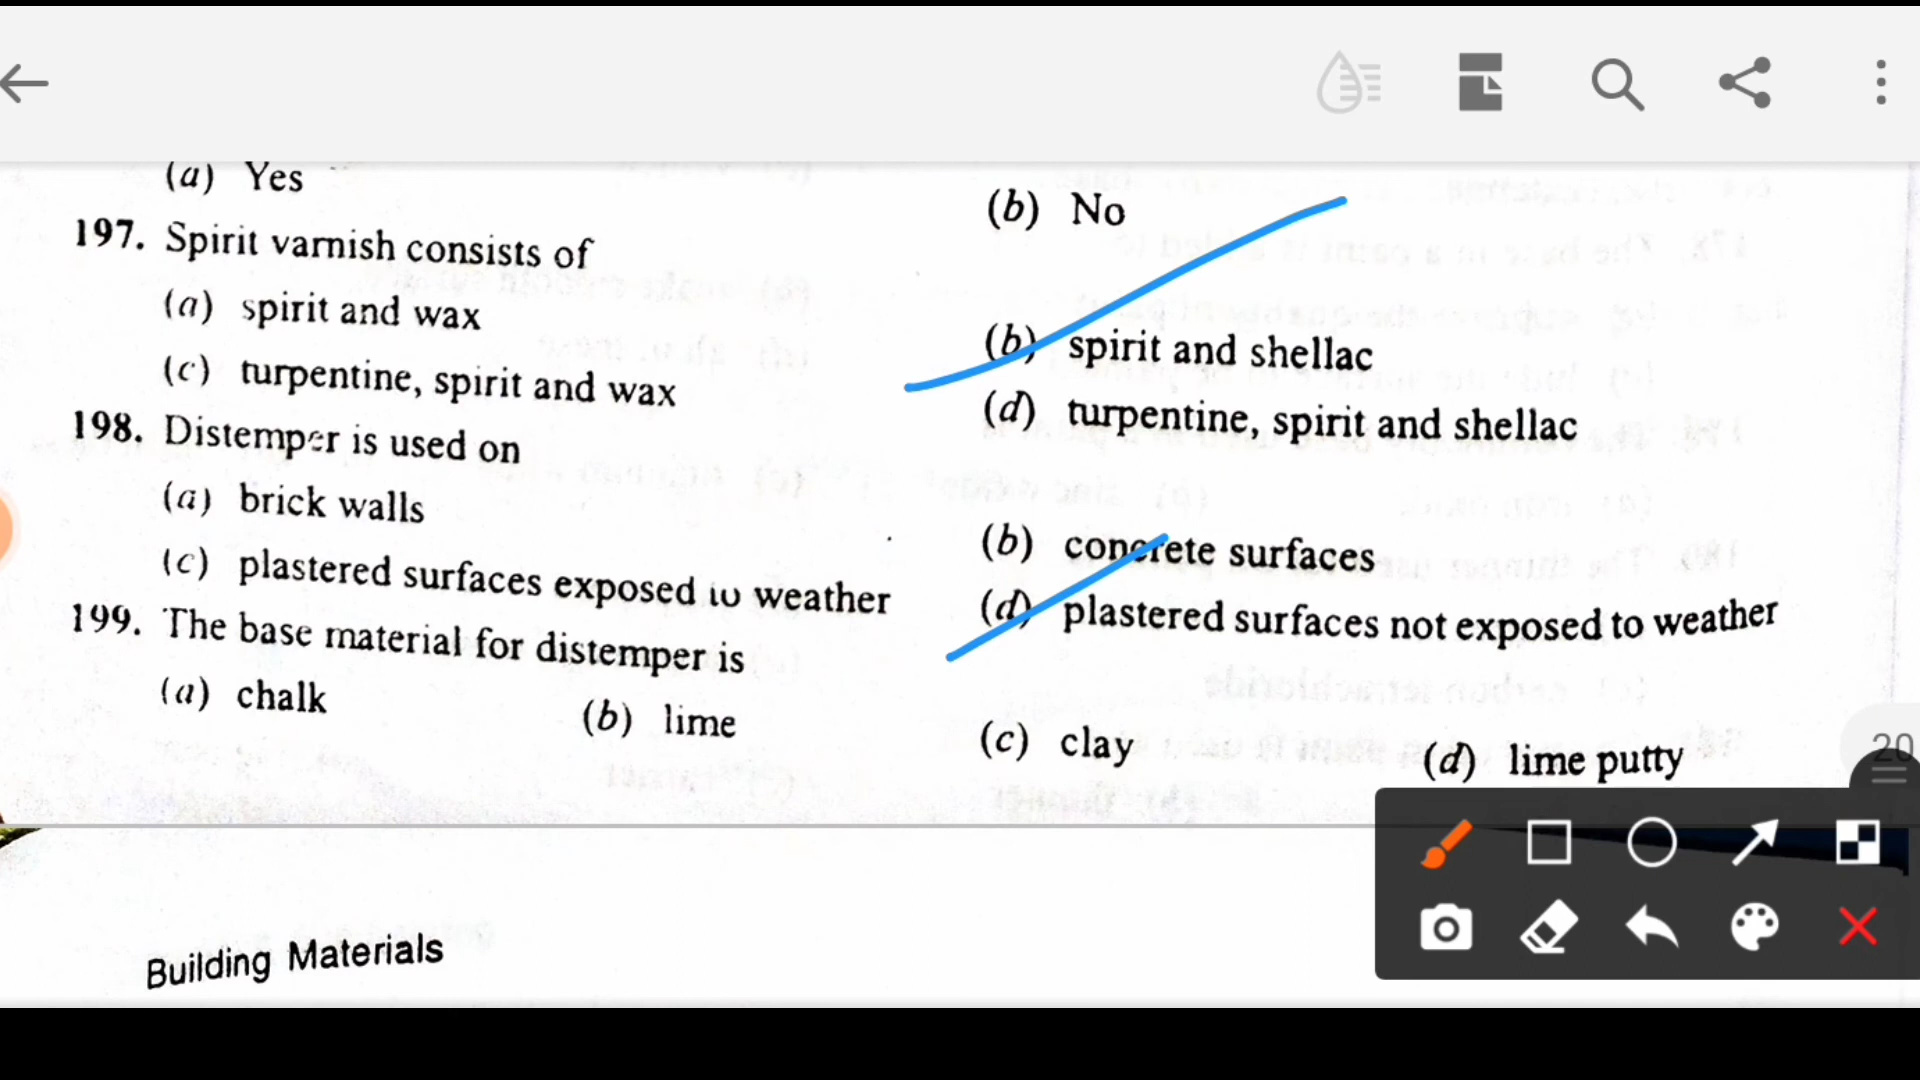 (a) Yes
(b) No
197. Spirit varnish consists of
(a) spirit and wax
(b) spirit and shellac
(c) turpentine, spirit and wax
(d) turpentine, spirit and shellac
198. Distemper is used on
(a) brick walls
(b) concrete surfaces
(c) plastered surfaces exposed to weather
(d) plastered surfaces not exposed to weather
199. The base material for distemper is
(a) chalk (b) lime (c) clay (d) lime putty
20
Building Materials